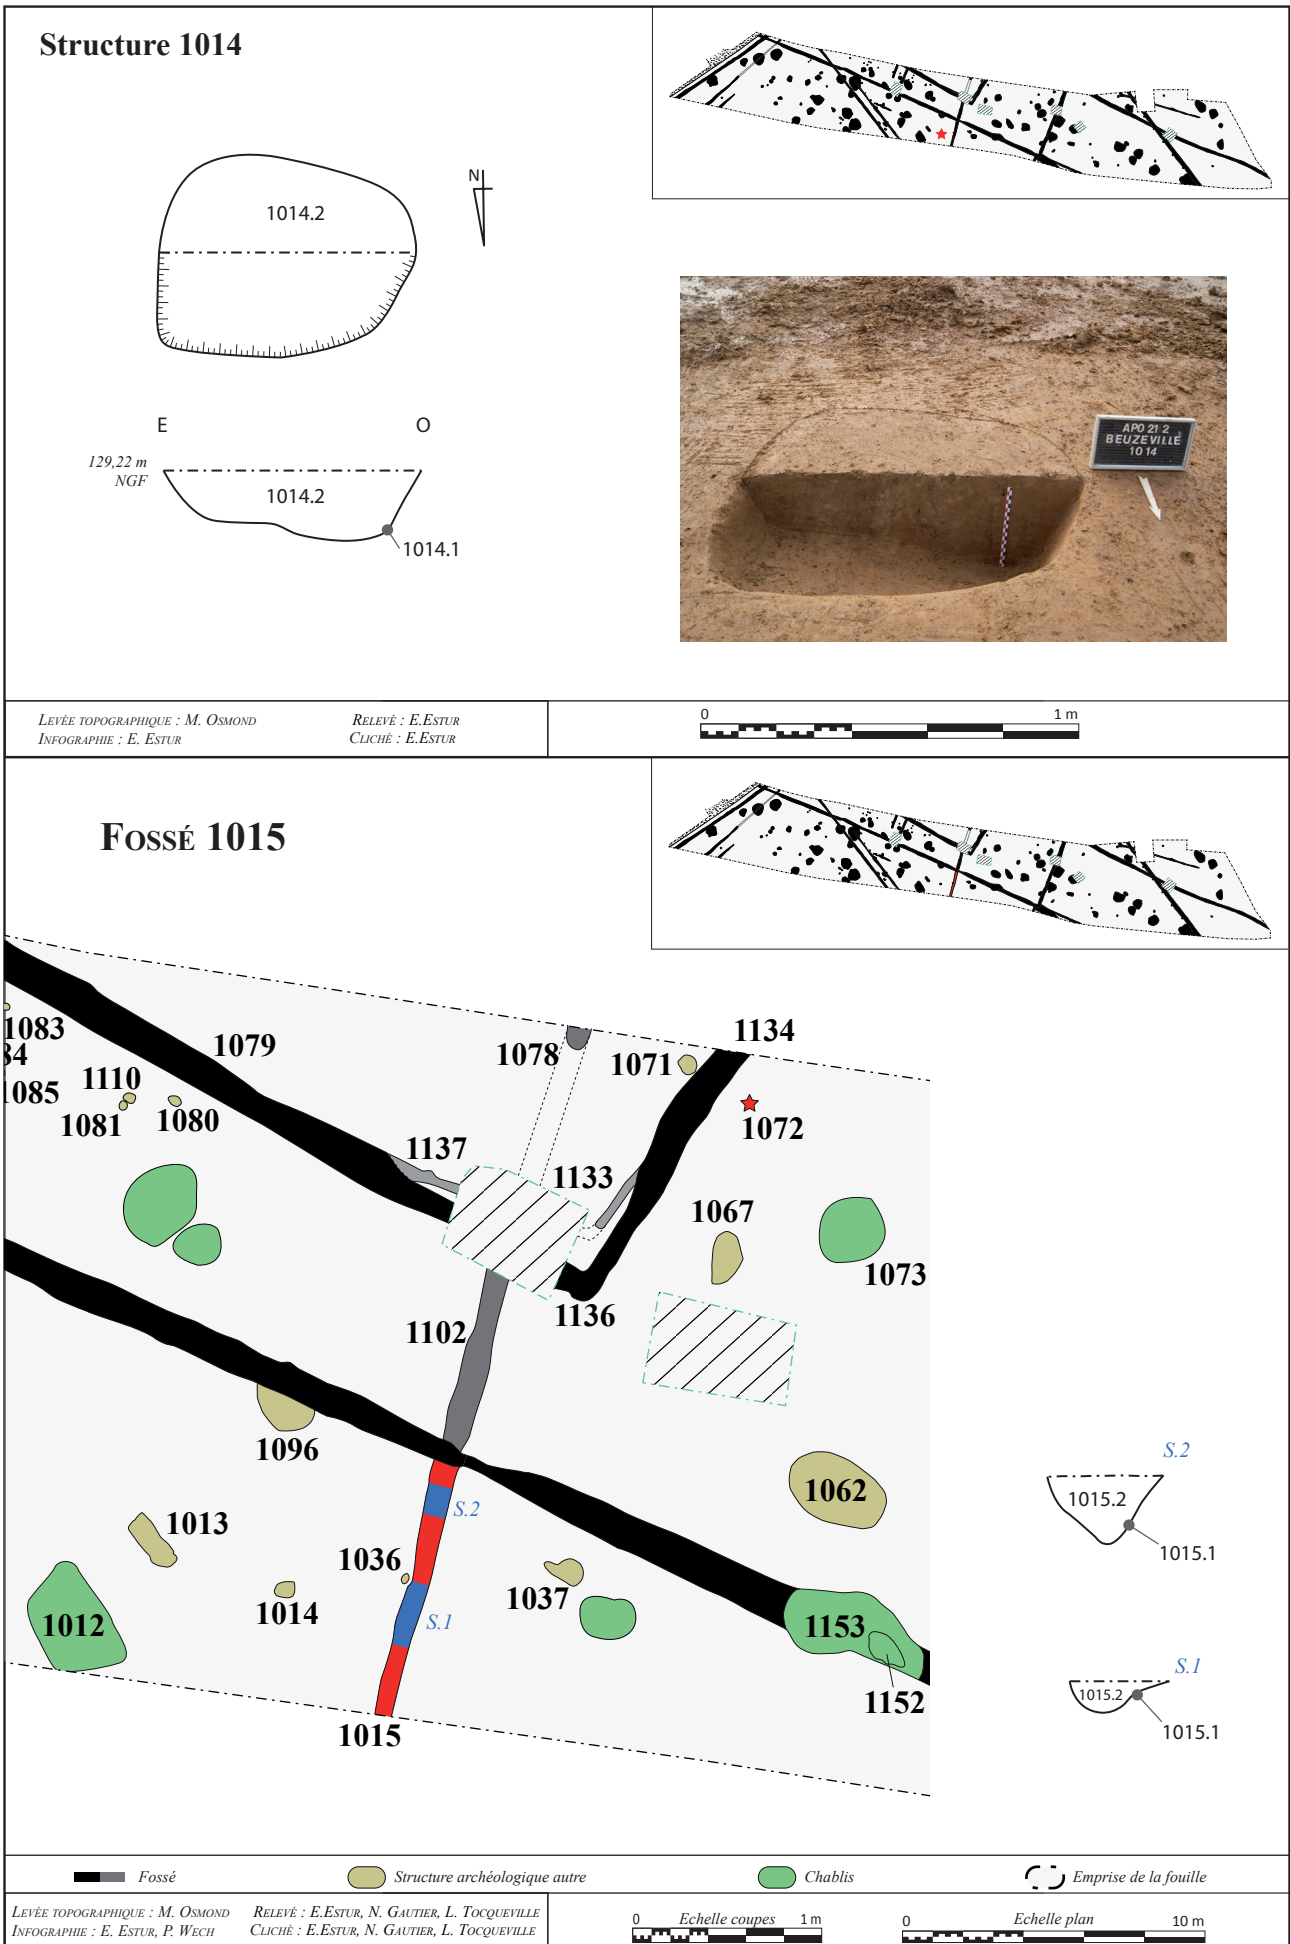 Structure 1014
1014.2
N
E
O
129,22 m
NGF
1014.2
1014.1
APO 21 2
BEUZEVILLE
1014
Levée topographique : M. Osmond
Relevé : E.Estur
Infographie : E. Estur
Cliché : E.Estur
0
1 m
Fossé 1015
1083
84
1085
1079
1110
1081
1080
1078
1071
1134
1072
1137
1133
1067
1073
1136
1102
1096
1062
1013
S.2
1036
1014
1037
1012
S.1
1153
1152
1015
S.2
1015.2
1015.1
S.1
1015.2
1015.1
Fossé
Structure archéologique autre
Chablis
Emprise de la fouille
Levée topographique : M. Osmond
Relevé : E.Estur, N. Gautier, L. Tocqueville
Infographie : E. Estur, P. Wech
Cliché : E.Estur, N. Gautier, L. Tocqueville
0
Echelle coupes
1 m
0
Echelle plan
10 m